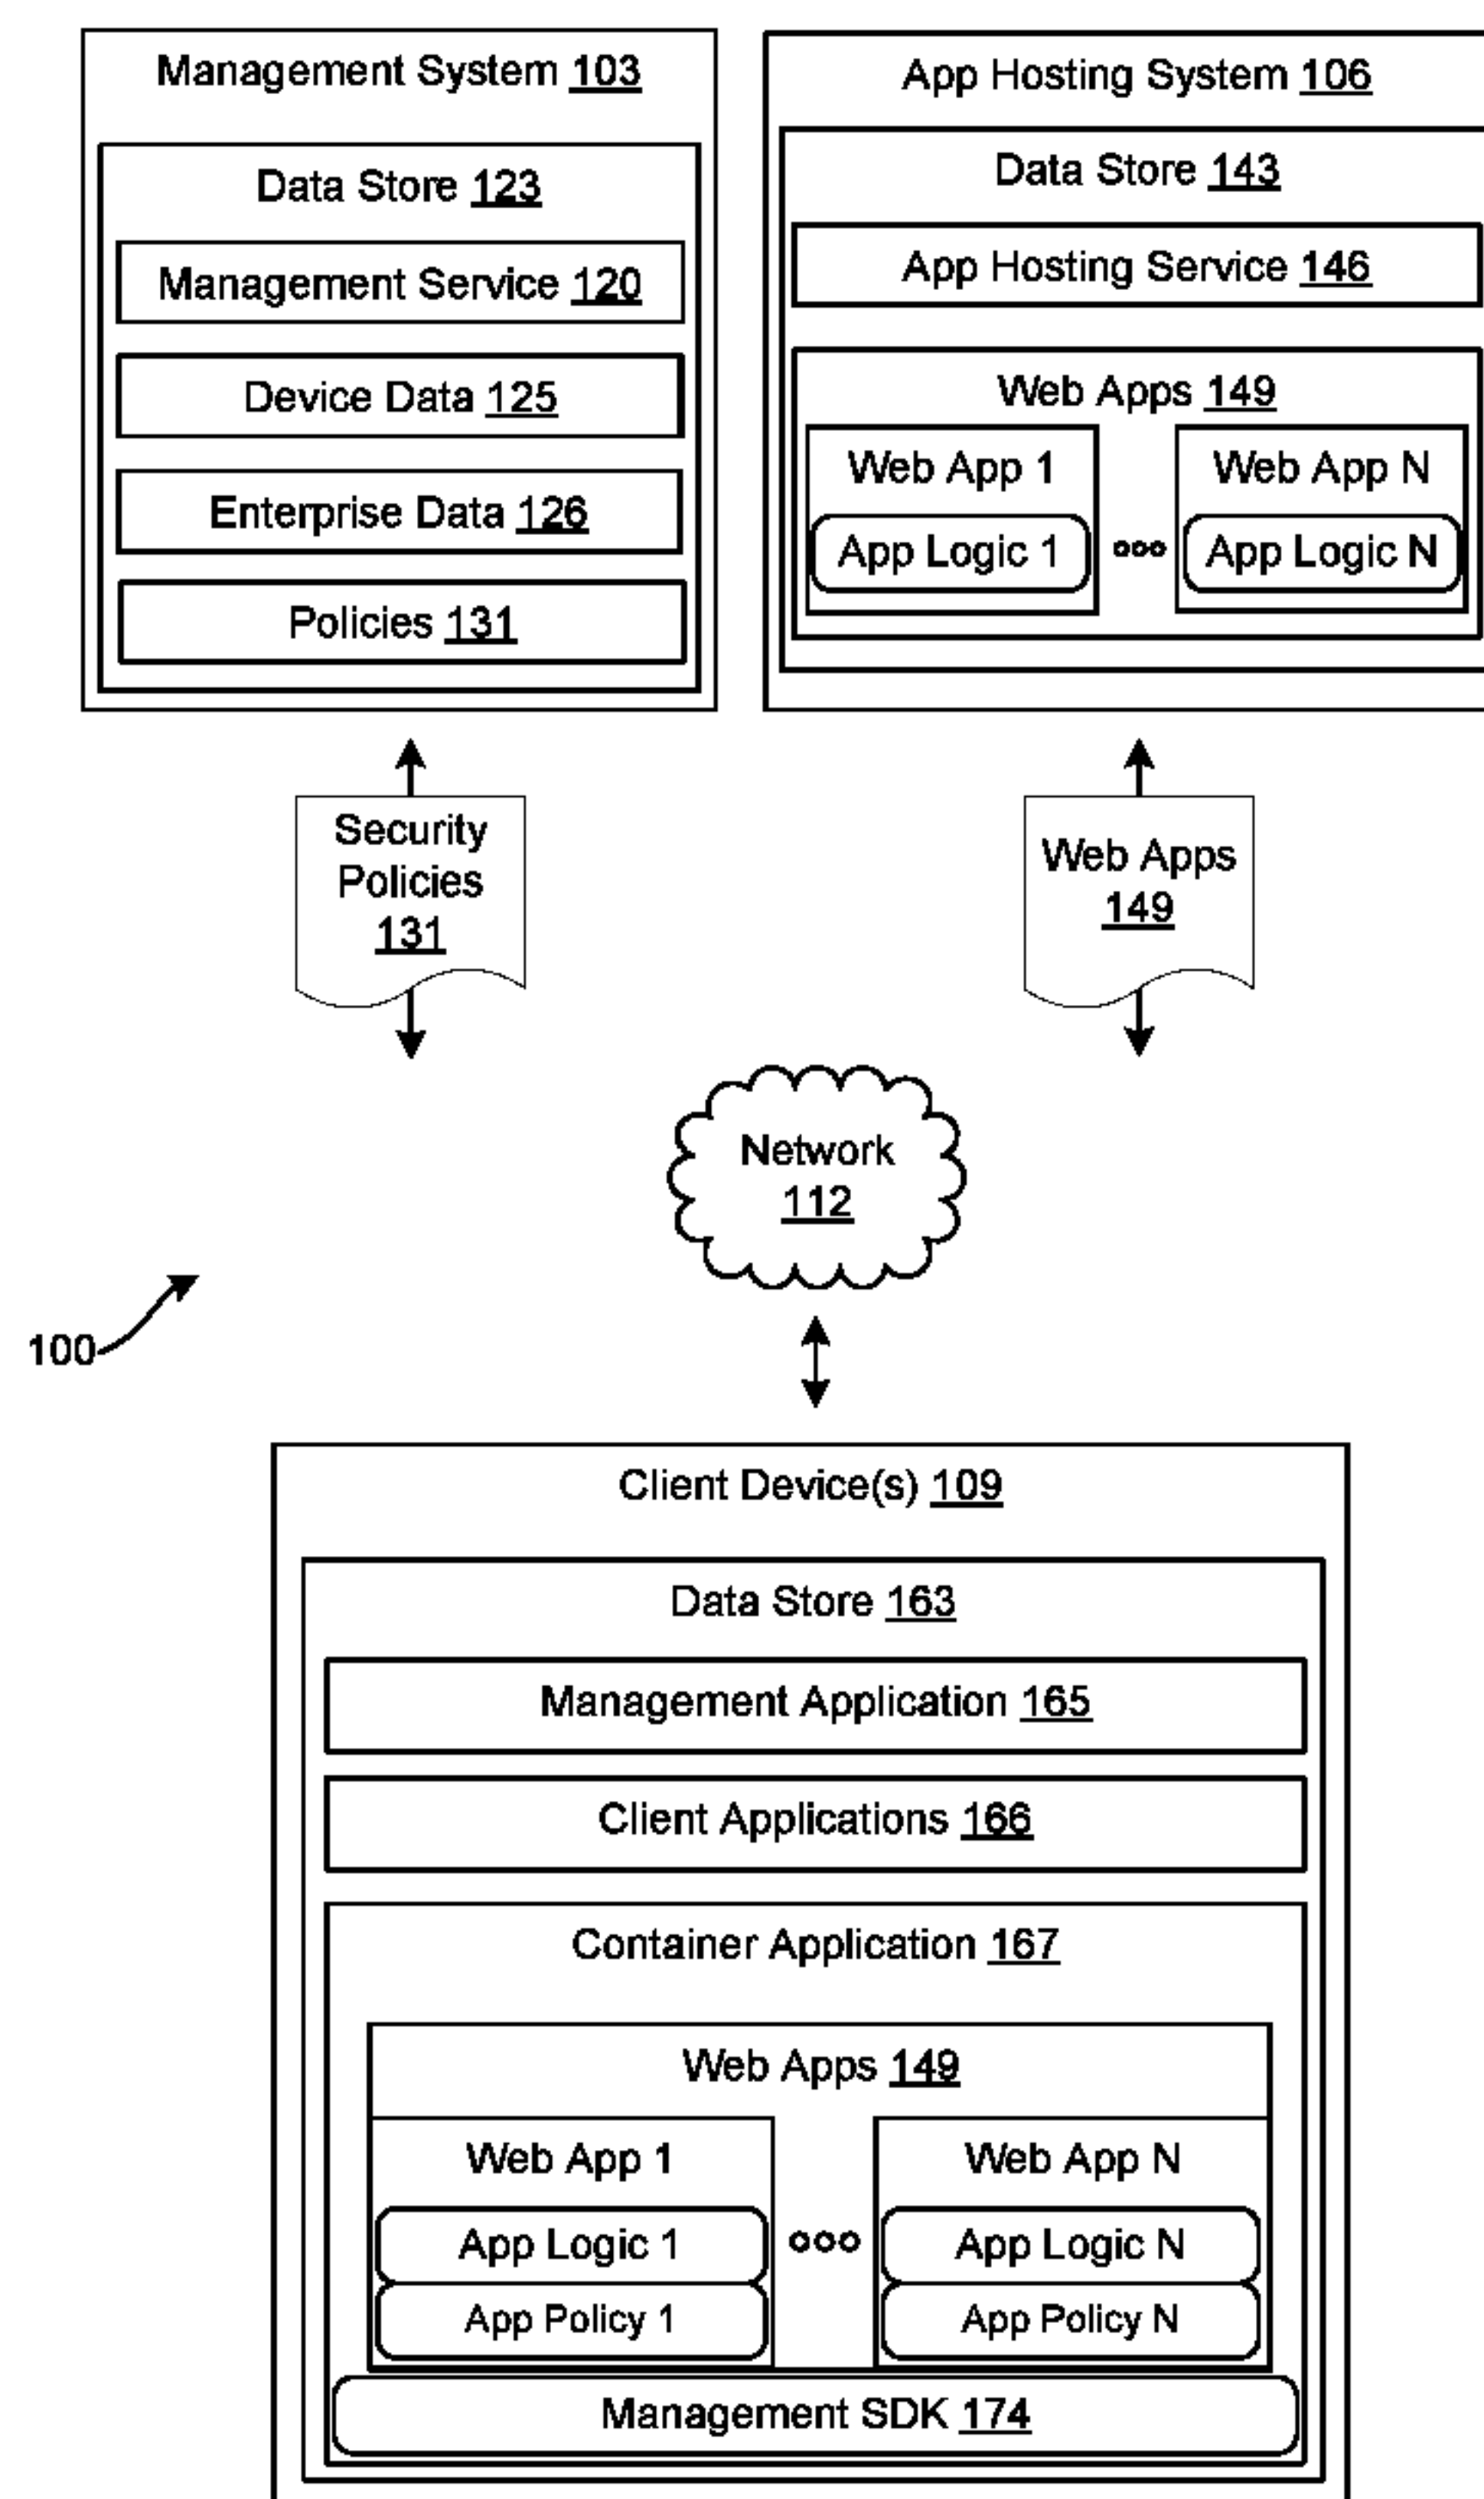 Management System 103
Data Store 123
Management Service 120
Device Data 125
Enterprise Data 126
Policies 131
App Hosting System 106
Data Store 143
App Hosting Service 146
Web Apps 149
Web App 1
App Logic 1
Web App N
App Logic N
Security
Policies
131
Web Apps
149
Network
112
100
Client Device(s) 109
Data Store 163
Management Application 165
Client Applications 166
Container Application 167
Web Apps 149
Web App 1
App Logic 1
App Policy 1
Web App N
App Logic N
App Policy N
Management SDK 174